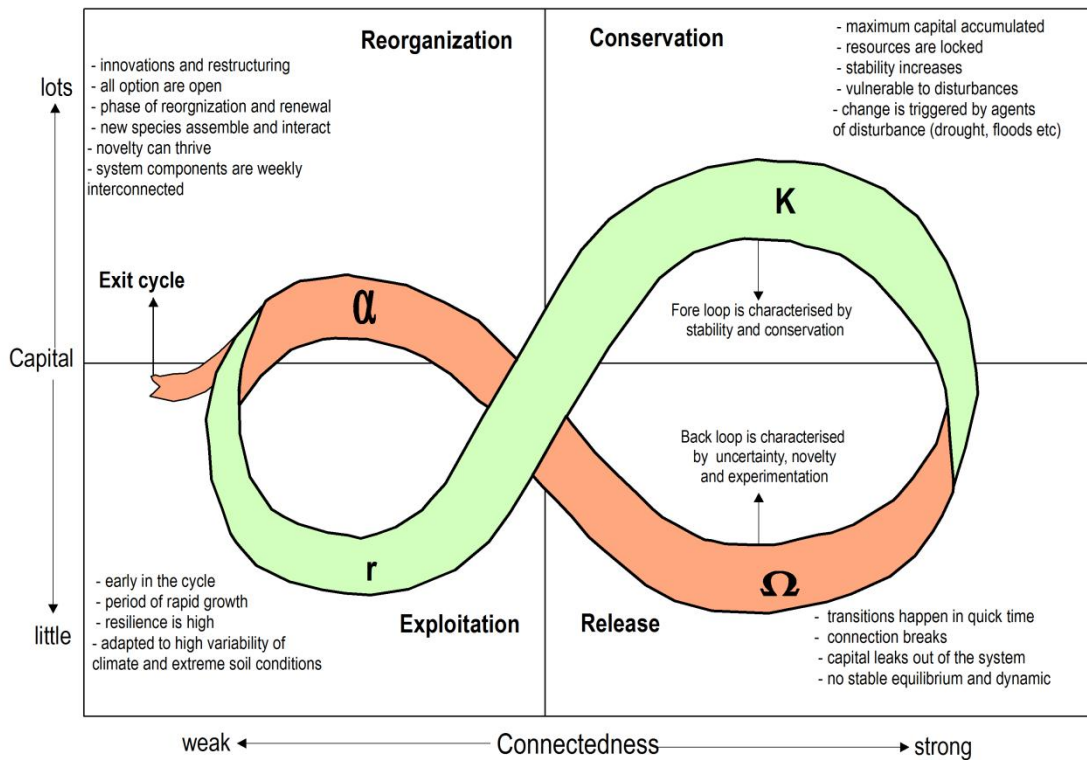 Reorganization
- innovations and restructuring
- all option are open
- phase of reorgnization and renewal
- new species assemble and interact
- novelty can thrive
- system components are weekly
interconnected
Conservation
- maximum capital accumulated
- resources are locked
- stability increases
- vulnerable to disturbances
- change is triggered by agents
of disturbance (drought, floods etc)
lots
Capital
little
Exit cycle
α
K
Fore loop is characterised by
stability and conservation
Back loop is characterised
by uncertainty, novelty
and experimentation
r
Ω
- early in the cycle
- period of rapid growth
- resilience is high
- adapted to high variability of
climate and extreme soil conditions
Exploitation
Release
- transitions happen in quick time
- connection breaks
- capital leaks out of the system
- no stable equilibrium and dynamic
weak
Connectedness
strong